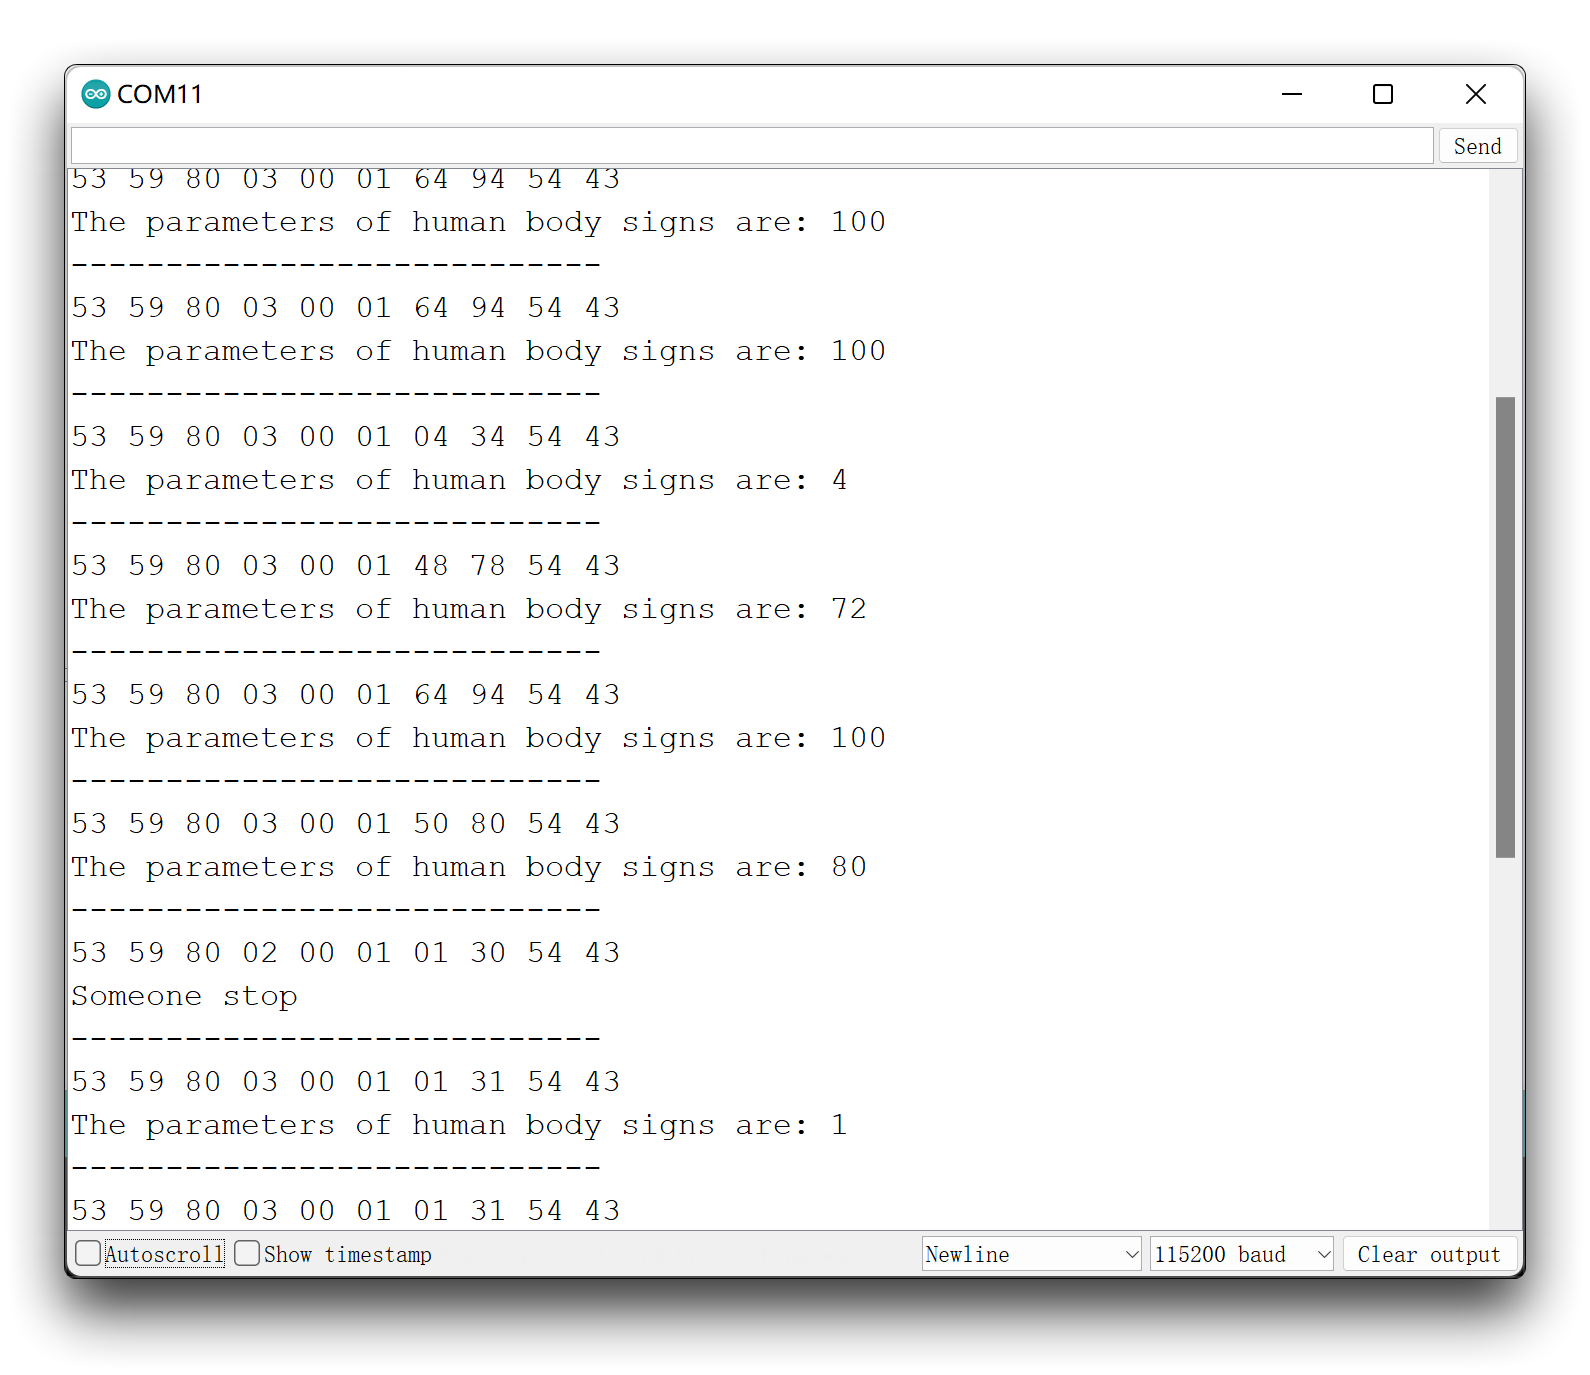 COM11
Send
53 59 80 03 00 01 64 94 54 43
The parameters of human body signs are: 100
----------------------------
53 59 80 03 00 01 64 94 54 43
The parameters of human body signs are: 100
----------------------------
53 59 80 03 00 01 04 34 54 43
The parameters of human body signs are: 4
----------------------------
53 59 80 03 00 01 48 78 54 43
The parameters of human body signs are: 72
----------------------------
53 59 80 03 00 01 64 94 54 43
The parameters of human body signs are: 100
----------------------------
53 59 80 03 00 01 50 80 54 43
The parameters of human body signs are: 80
----------------------------
53 59 80 02 00 01 01 30 54 43
Someone stop
----------------------------
53 59 80 03 00 01 01 31 54 43
The parameters of human body signs are: 1
----------------------------
53 59 80 03 00 01 01 31 54 43
Autoscroll Show timestamp Newline 115200 baud Clear output